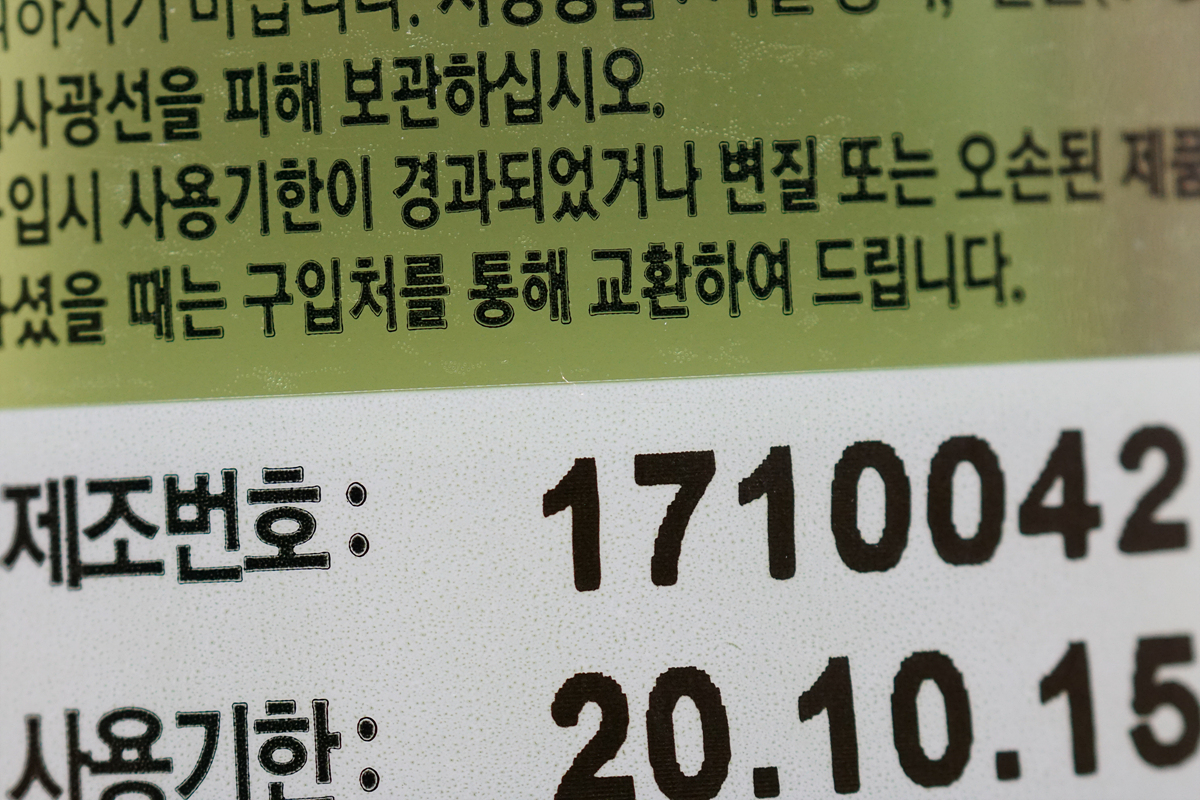 사광선을 피해 보관하십시오.
입시 사용기한이 경과되었거나 변질 또는 오손된 제품
셨을 때는 구입처를 통해 교환하여 드립니다.
제조번호: 1710042
사용기한: 20.10.15